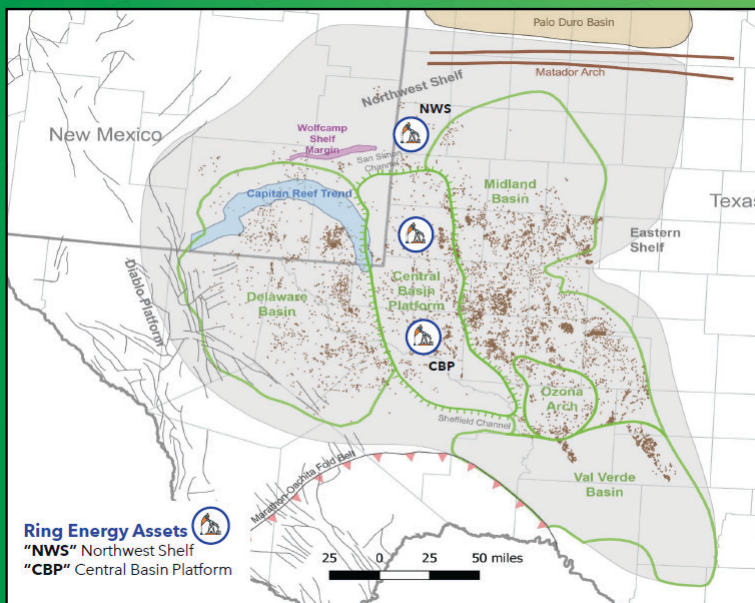 Palo Duro Basin
Matador Arch
Northwest Shelf
NWS
New Mexico
Wolfcamp
Shelf
Margin
San Simon
Channel
Capitan Reef Trend
Midland
Basin
Texas
Eastern
Shelf
Diablo Platform
Delaware
Basin
Central
Basin
Platform
CBP
Ozona
Arch
Sheffield Channel
Val Verde
Basin
Marathon-Oachita Fold Belt
Ring Energy Assets
"NWS" Northwest Shelf
"CBP" Central Basin Platform
25 0 25 50 miles